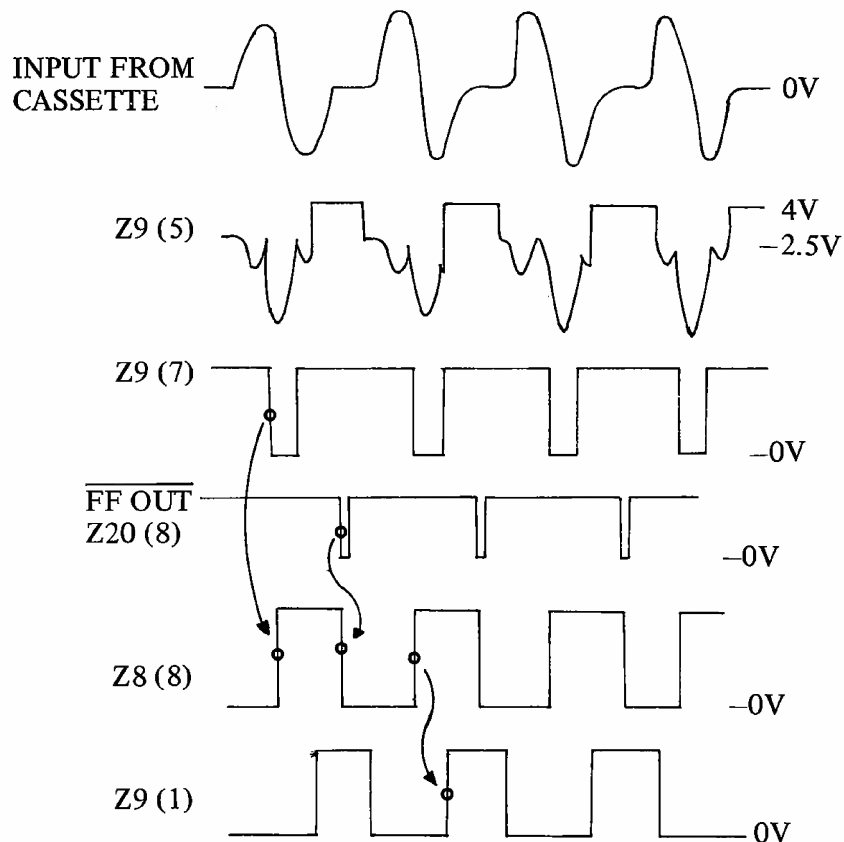 INPUT FROM
CASSETTE
0V
Z9 (5)
4V
–2.5V
Z9 (7)
–0V
FF OUT
Z20 (8)
–0V
Z8 (8)
–0V
Z9 (1)
0V